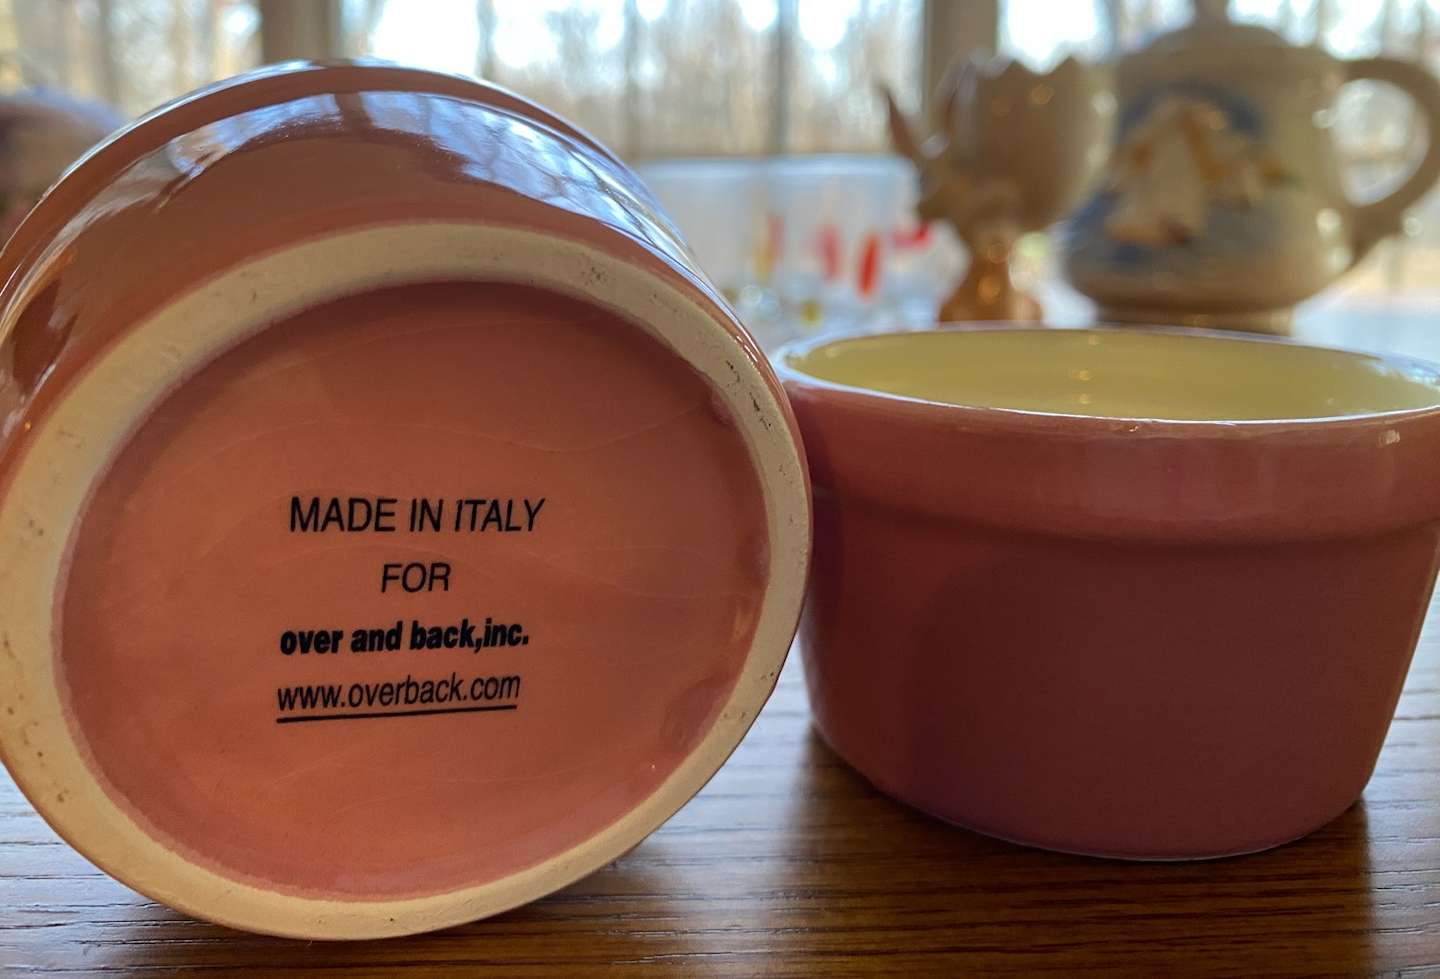 MADE IN ITALY
FOR
over and back,inc.
www.overback.com